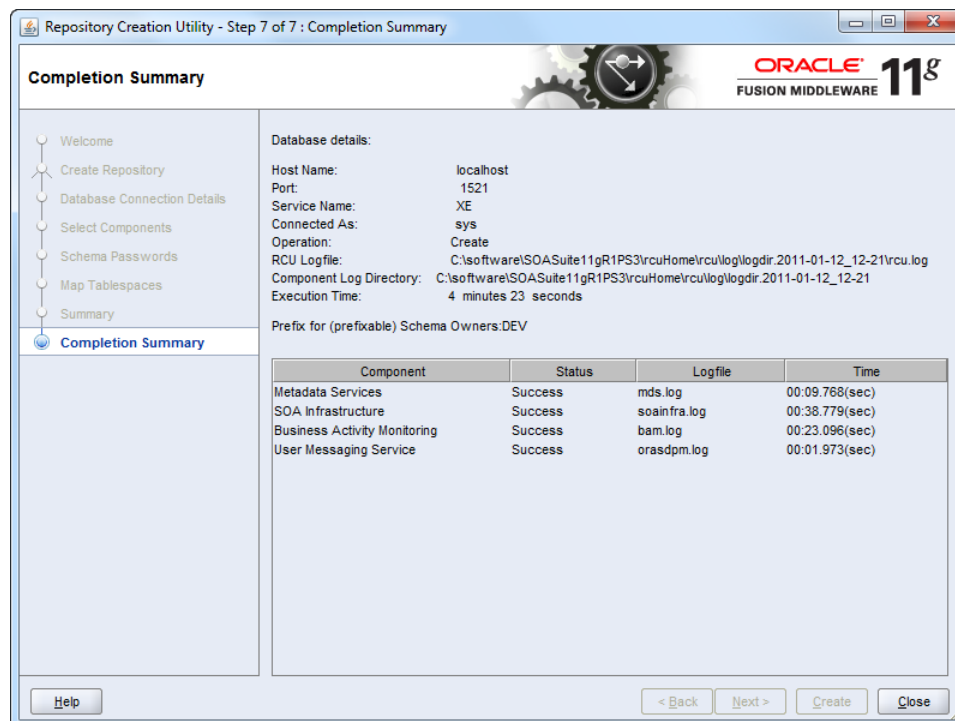 Repository Creation Utility - Step 7 of 7 : Completion Summary
Completion Summary
ORACLE
FUSION MIDDLEWARE
11g
Welcome
Create Repository
Database Connection Details
Select Components
Schema Passwords
Map Tablespaces
Summary
Completion Summary
Database details:
Host Name: localhost
Port: 1521
Service Name: XE
Connected As: sys
Operation: Create
RCU Logfile: C:\software\SOASuite11gR1PS3\rcuHome\rcu\log\logdir.2011-01-12_12-21\rcu.log
Component Log Directory: C:\software\SOASuite11gR1PS3\rcuHome\rcu\log\logdir.2011-01-12_12-21
Execution Time: 4 minutes 23 seconds
Prefix for (prefixable) Schema Owners:DEV
Component Status Logfile Time
Metadata Services Success mds.log 00:09.768(sec)
SOA Infrastructure Success soainfra.log 00:38.779(sec)
Business Activity Monitoring Success bam.log 00:23.096(sec)
User Messaging Service Success orasdpm.log 00:01.973(sec)
Help < Back Next > Create Close